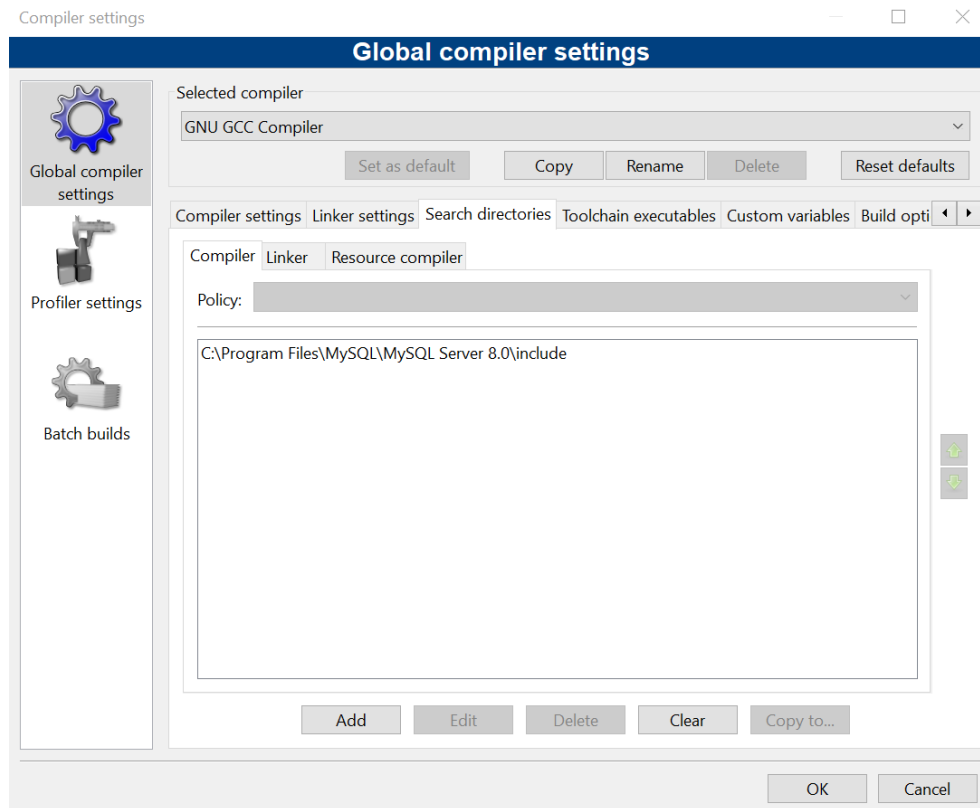 Compiler settings
Global compiler settings
Global compiler
settings
Profiler settings
Batch builds
Selected compiler
GNU GCC Compiler
Set as default Copy Rename Delete Reset defaults
Compiler settings Linker settings Search directories Toolchain executables Custom variables Build opti
Compiler Linker Resource compiler
Policy:
C:\Program Files\MySQL\MySQL Server 8.0\include
Add Edit Delete Clear Copy to...
OK Cancel